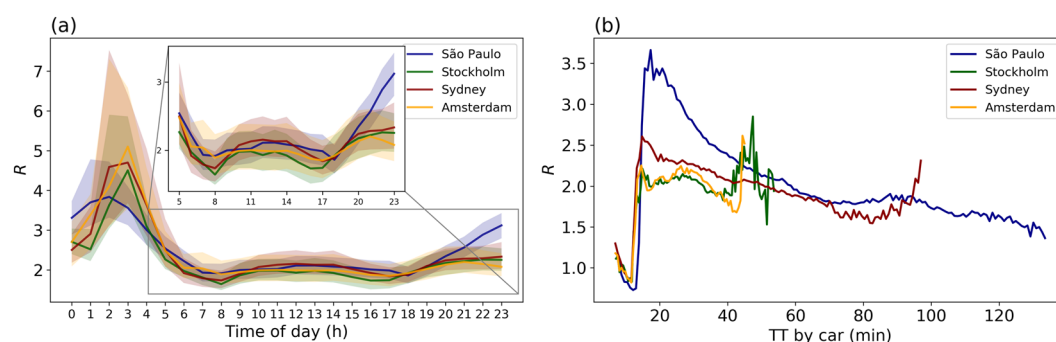 (a)
R
7
6
5
4
3
2
3
2
5
8
11
14
17
20
23
São Paulo
Stockholm
Sydney
Amsterdam
0 1 2 3 4 5 6 7 8 9 10 11 12 13 14 15 16 17 18 19 20 21 22 23
Time of day (h)
(b)
R
3.5
3.0
2.5
2.0
1.5
1.0
São Paulo
Stockholm
Sydney
Amsterdam
20 40 60 80 100 120
TT by car (min)